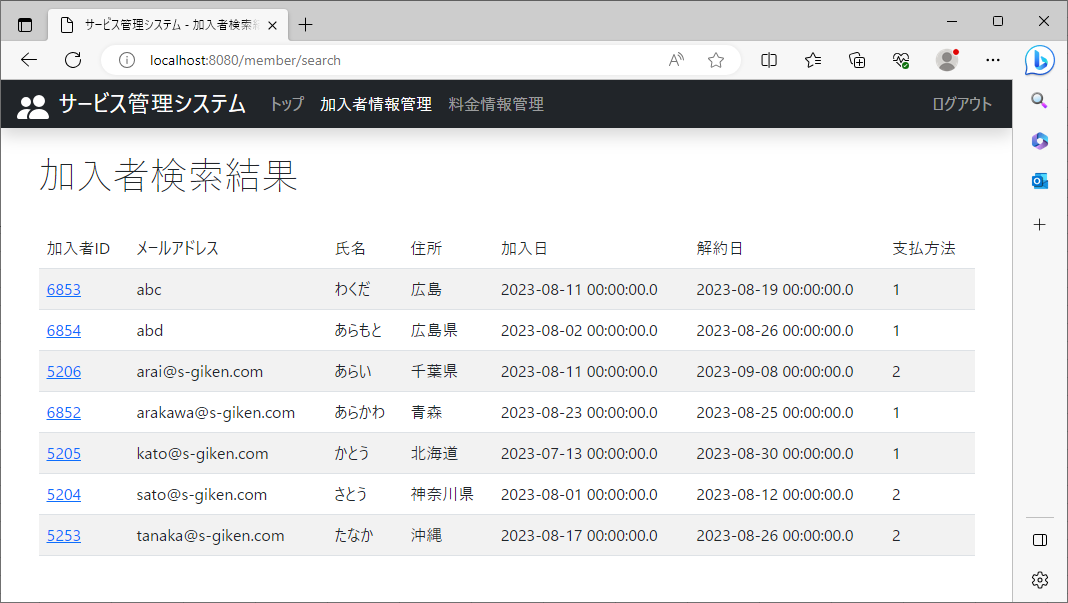 サービス管理システム - 加入者検索
localhost:8080/member/search
サービス管理システム トップ 加入者情報管理 料金情報管理 ログアウト
加入者検索結果
加入者ID メールアドレス 氏名 住所 加入日 解約日 支払方法
6853 abc わくだ 広島 2023-08-11 00:00:00.0 2023-08-19 00:00:00.0 1
6854 abd あらもと 広島県 2023-08-02 00:00:00.0 2023-08-26 00:00:00.0 1
5206 arai@s-giken.com あらい 千葉県 2023-08-11 00:00:00.0 2023-09-08 00:00:00.0 2
6852 arakawa@s-giken.com あらかわ 青森 2023-08-23 00:00:00.0 2023-08-25 00:00:00.0 1
5205 kato@s-giken.com かとう 北海道 2023-07-13 00:00:00.0 2023-08-30 00:00:00.0 1
5204 sato@s-giken.com さとう 神奈川県 2023-08-01 00:00:00.0 2023-08-12 00:00:00.0 2
5253 tanaka@s-giken.com たなか 沖縄 2023-08-17 00:00:00.0 2023-08-26 00:00:00.0 2